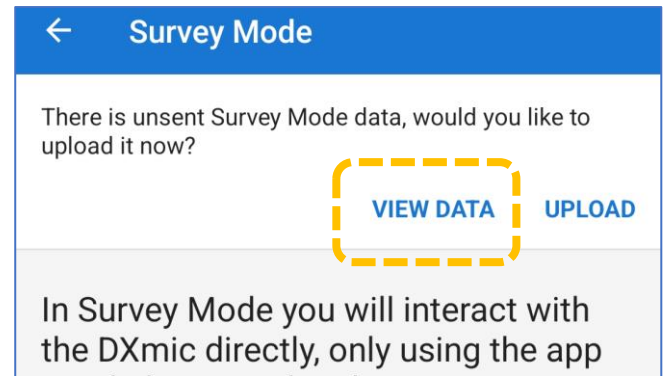 Survey Mode
There is unsent Survey Mode data, would you like to
upload it now?
VIEW DATA UPLOAD
In Survey Mode you will interact with
the DXmic directly, only using the app